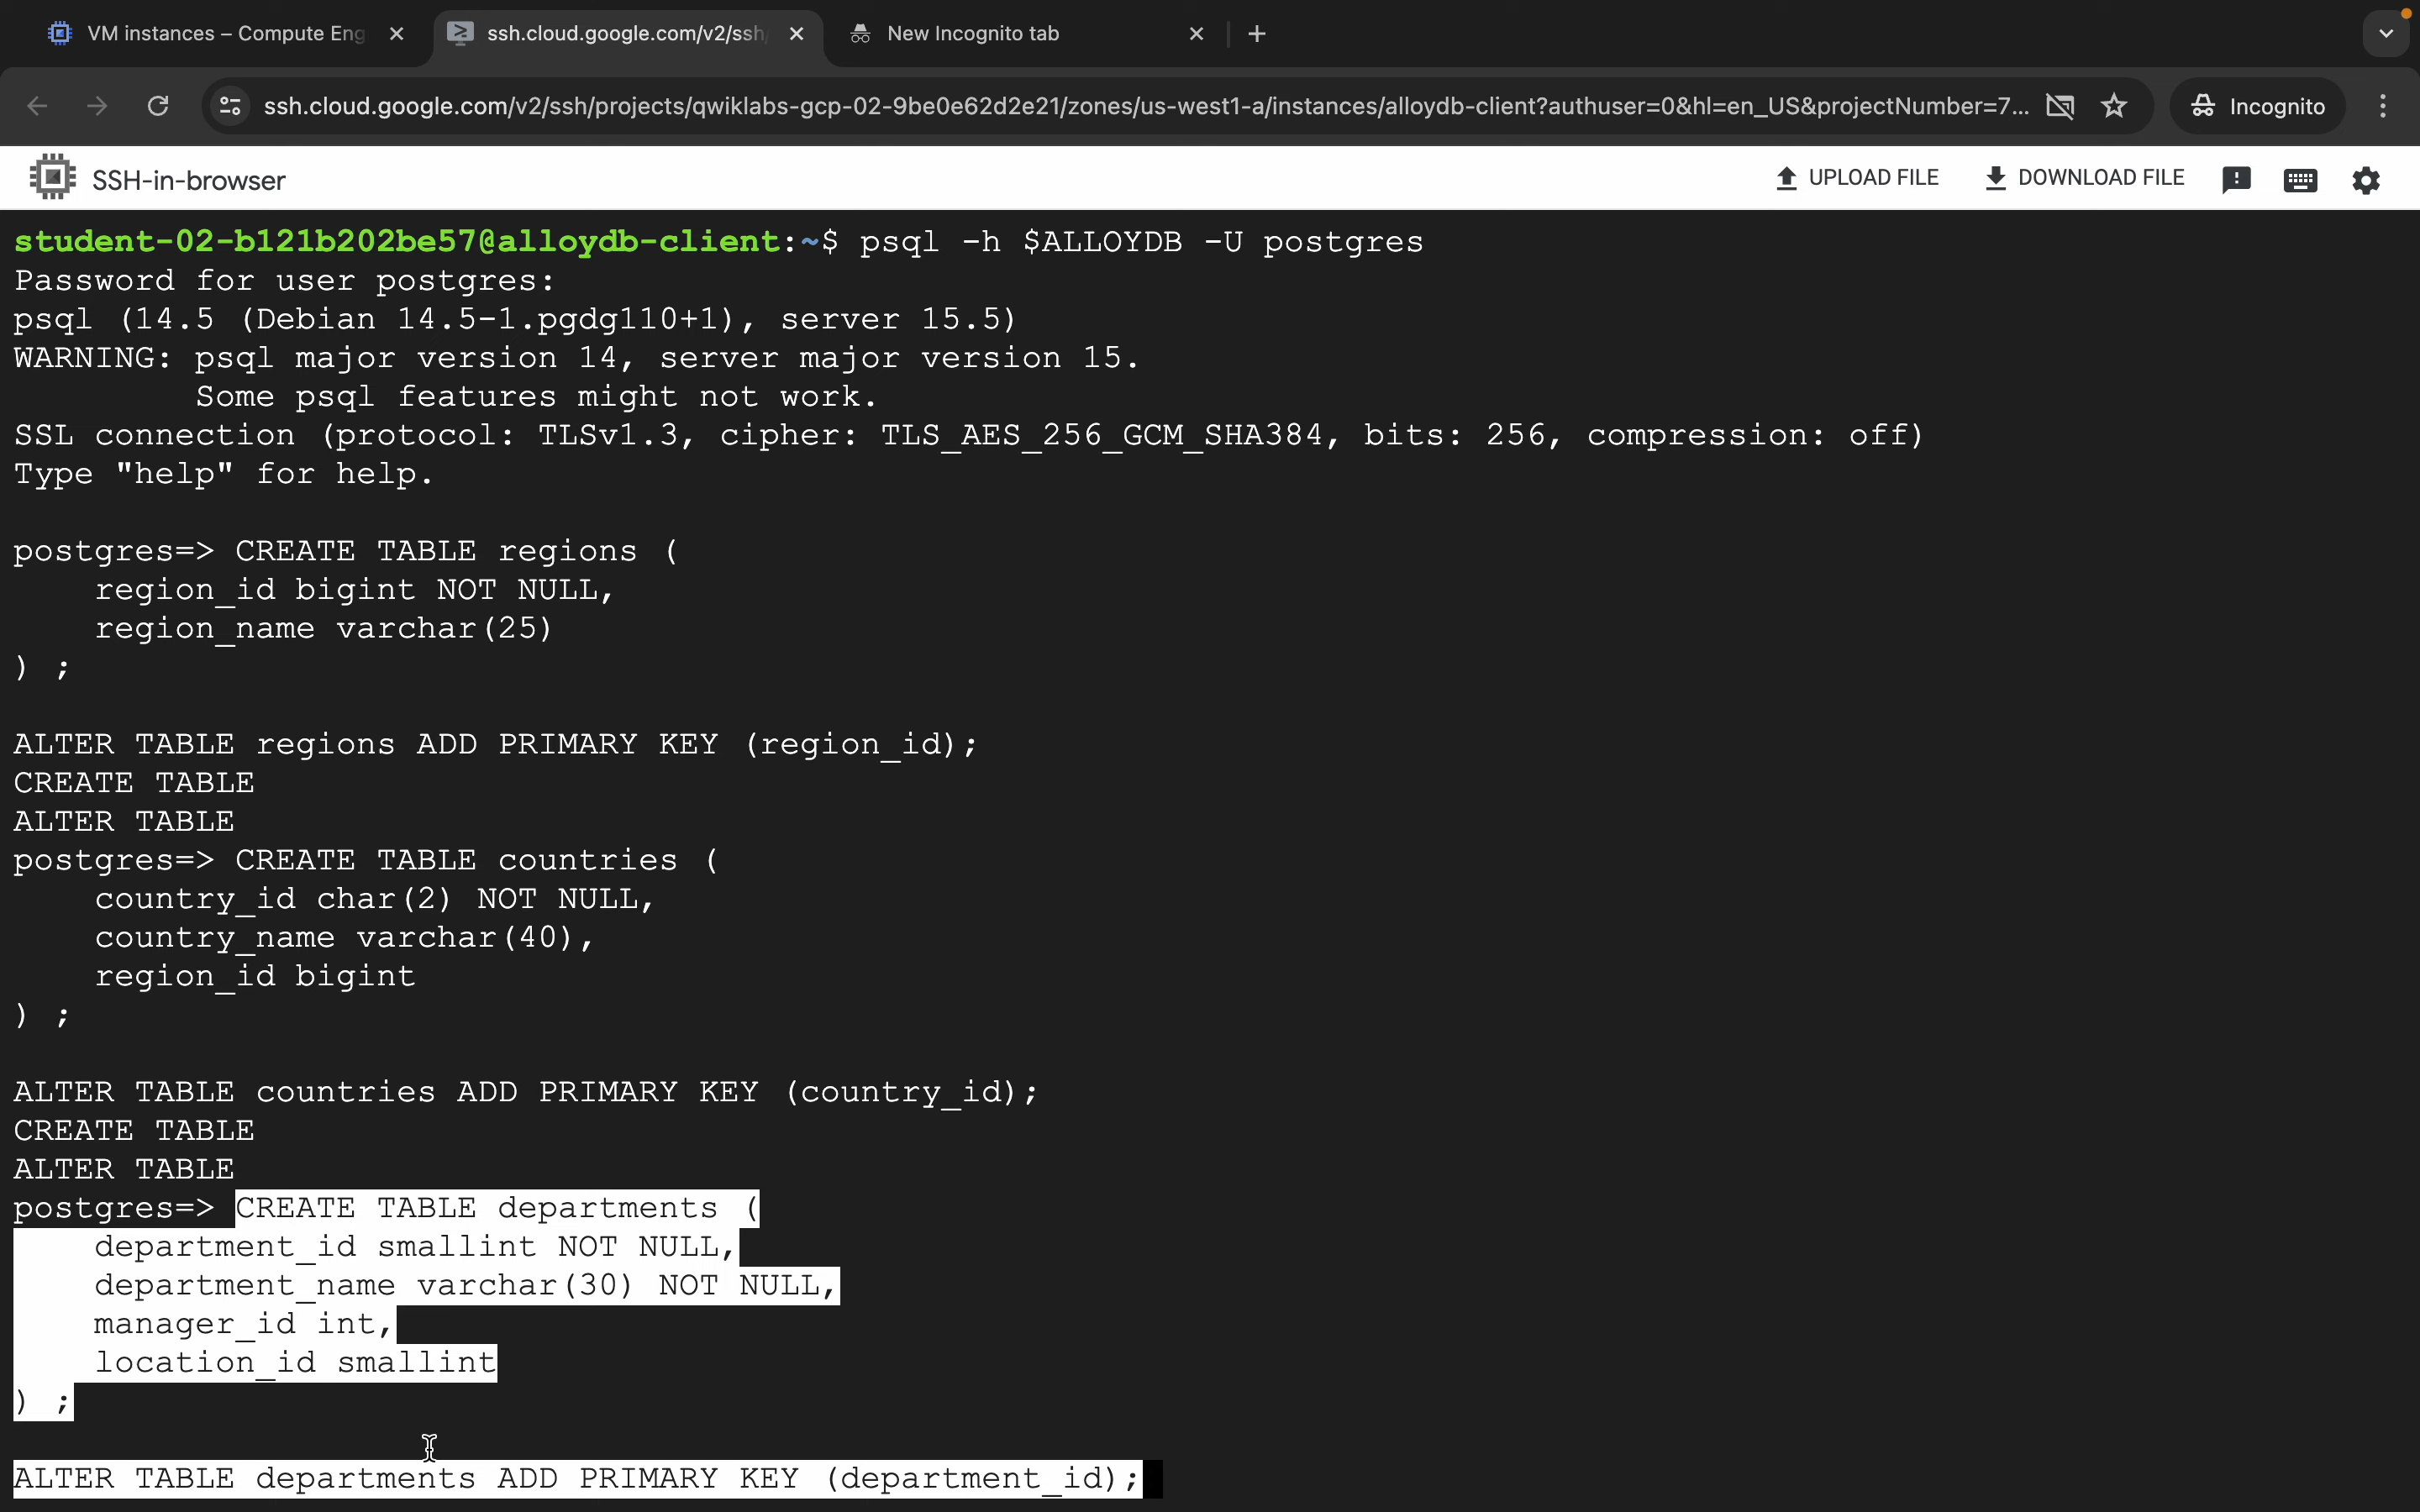 VM instances – Compute Eng
ssh.cloud.google.com/v2/ssh/
New Incognito tab
ssh.cloud.google.com/v2/ssh/projects/qwiklabs-gcp-02-9be0e62d2e21/zones/us-west1-a/instances/alloydb-client?authuser=0&hl=en_US&projectNumber=7...
Incognito
SSH-in-browser
UPLOAD FILE
DOWNLOAD FILE
student-02-b121b202be57@alloydb-client:~$ psql -h $ALLOYDB -U postgres
Password for user postgres:
psql (14.5 (Debian 14.5-1.pgdg110+1), server 15.5)
WARNING: psql major version 14, server major version 15.
         Some psql features might not work.
SSL connection (protocol: TLSv1.3, cipher: TLS_AES_256_GCM_SHA384, bits: 256, compression: off)
Type "help" for help.
postgres=> CREATE TABLE regions (
    region_id bigint NOT NULL,
    region_name varchar(25)
) ;
ALTER TABLE regions ADD PRIMARY KEY (region_id);
CREATE TABLE
ALTER TABLE
postgres=> CREATE TABLE countries (
    country_id char(2) NOT NULL,
    country_name varchar(40),
    region_id bigint
) ;
ALTER TABLE countries ADD PRIMARY KEY (country_id);
CREATE TABLE
ALTER TABLE
postgres=> CREATE TABLE departments (
    department_id smallint NOT NULL,
    department_name varchar(30) NOT NULL,
    manager_id int,
    location_id smallint
) ;
ALTER TABLE departments ADD PRIMARY KEY (department_id);